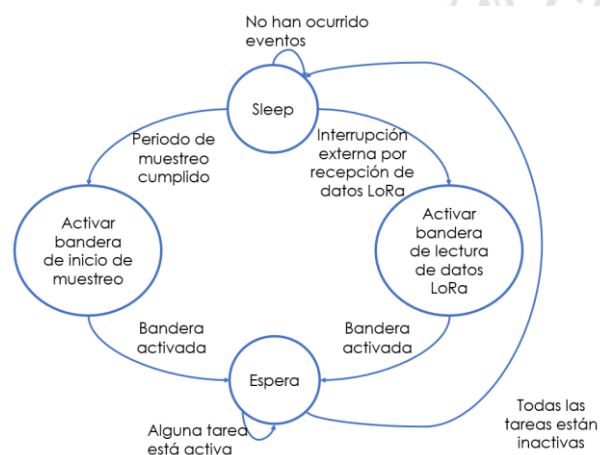 No han ocurrido
eventos
Sleep
Periodo de
muestreo
cumplido
Interrupción
externa por
recepción de
datos LoRa
Activar
bandera
de inicio de
muestreo
Activar
bandera
de lectura
de datos
LoRa
Bandera
activada
Bandera
activada
Espera
Alguna tarea
está activa
Todas las
tareas están
inactivas